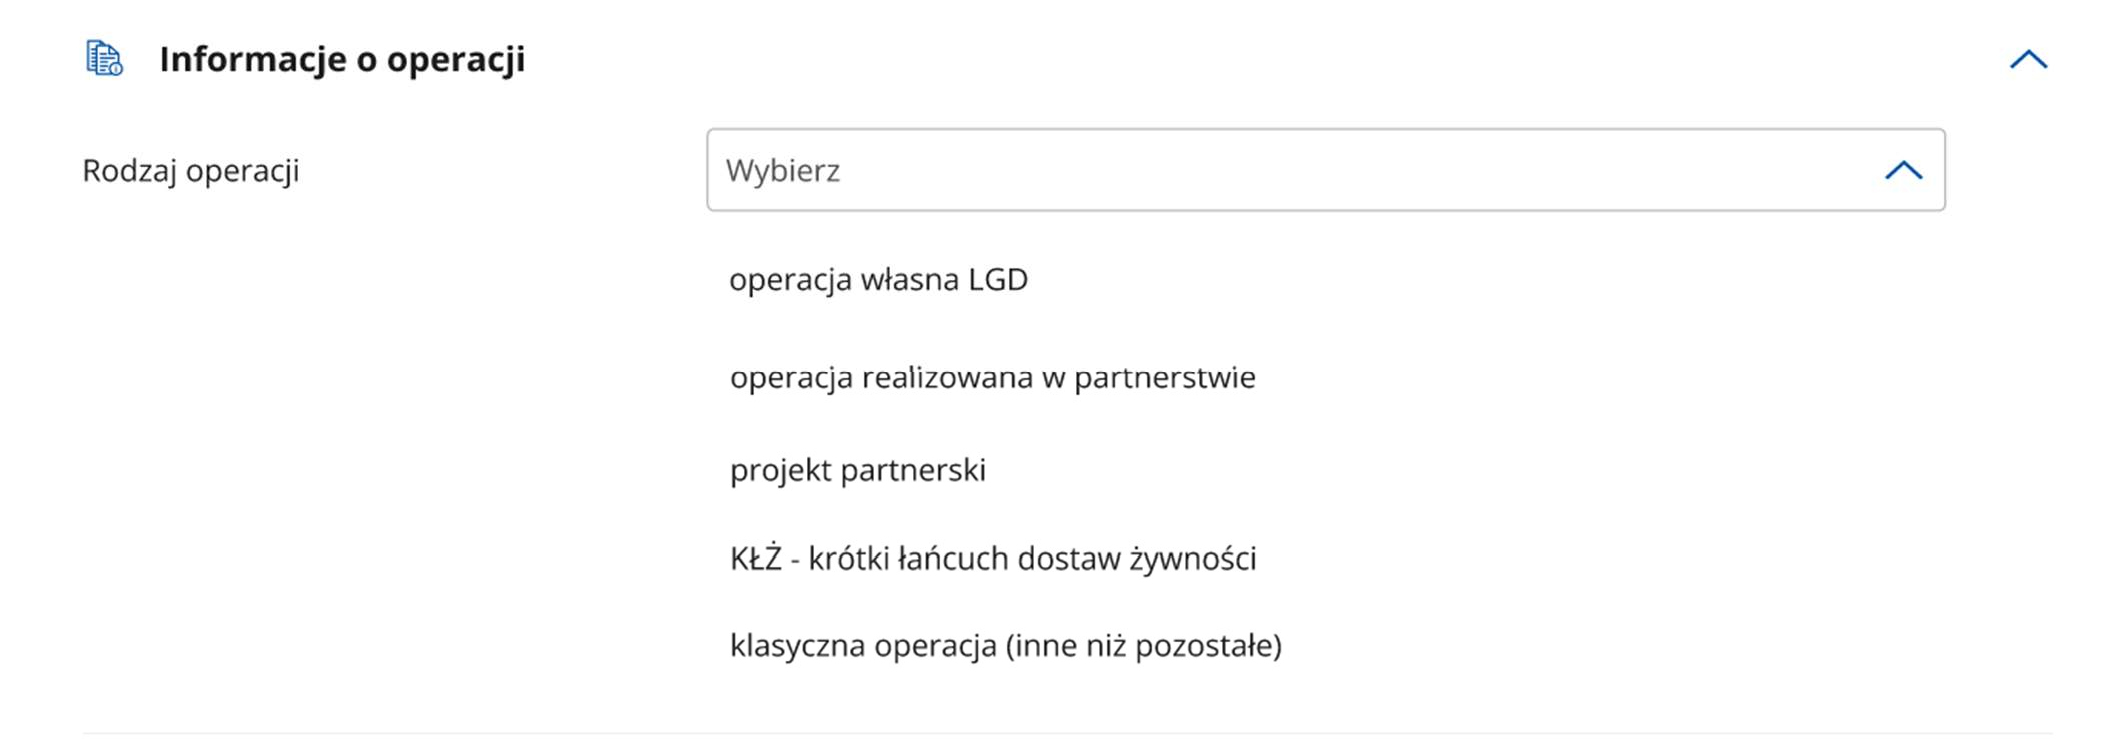 Informacje o operacji
Rodzaj operacji
Wybierz
operacja własna LGD
operacja realizowana w partnerstwie
projekt partnerski
KŁŻ - krótki łańcuch dostaw żywności
klasyczna operacja (inne niż pozostałe)